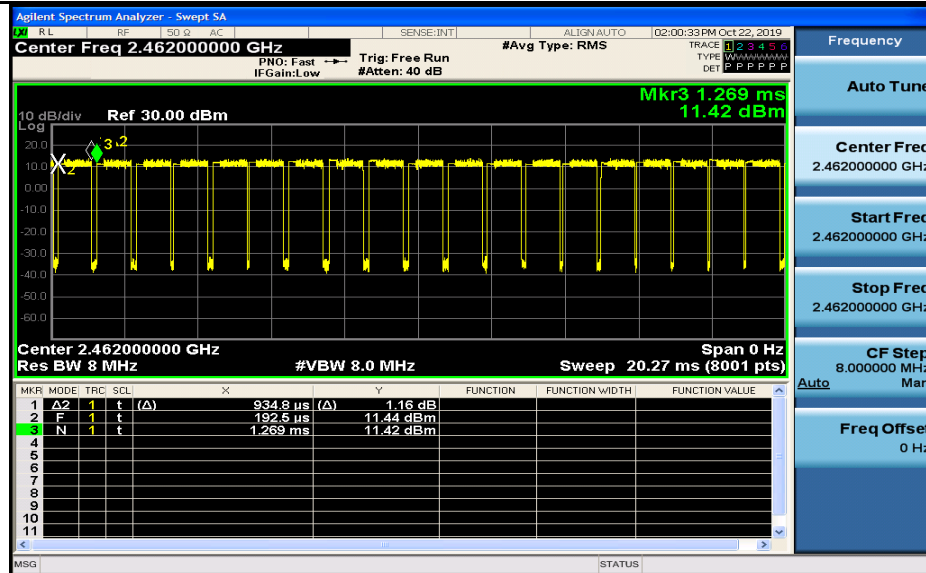 Agilent Spectrum Analyzer - Swept SA
LXI RL RF 50 Ω AC SENSE:INT ALIGN AUTO 02:00:33 PM Oct 22, 2019
Center Freq 2.462000000 GHz #Avg Type: RMS TRACE 1 2 3 4 5 6
PNO: Fast Trig: Free Run TYPE WWWWWW
IFGain:Low #Atten: 40 dB DET P P P P P P
Mkr3 1.269 ms
10 dB/div Ref 30.00 dBm 11.42 dBm
Log
20.0
3 2
10.0
2
0.00
-10.0
-20.0
-30.0
-40.0
-50.0
-60.0
Center 2.462000000 GHz Span 0 Hz
Res BW 8 MHz #VBW 8.0 MHz Sweep 20.27 ms (8001 pts)
MKR MODE TRC SCL X Y FUNCTION FUNCTION WIDTH FUNCTION VALUE
1 Δ2 1 t (Δ) 934.8 µs (Δ) 1.16 dB
2 F 1 t 192.5 µs 11.44 dBm
3 N 1 t 1.269 ms 11.42 dBm
4
5
6
7
8
9
10
11
MSG STATUS
Frequency
Auto Tune
Center Freq
2.462000000 GHz
Start Freq
2.462000000 GHz
Stop Freq
2.462000000 GHz
CF Step
8.000000 MHz
Auto Man
Freq Offset
0 Hz